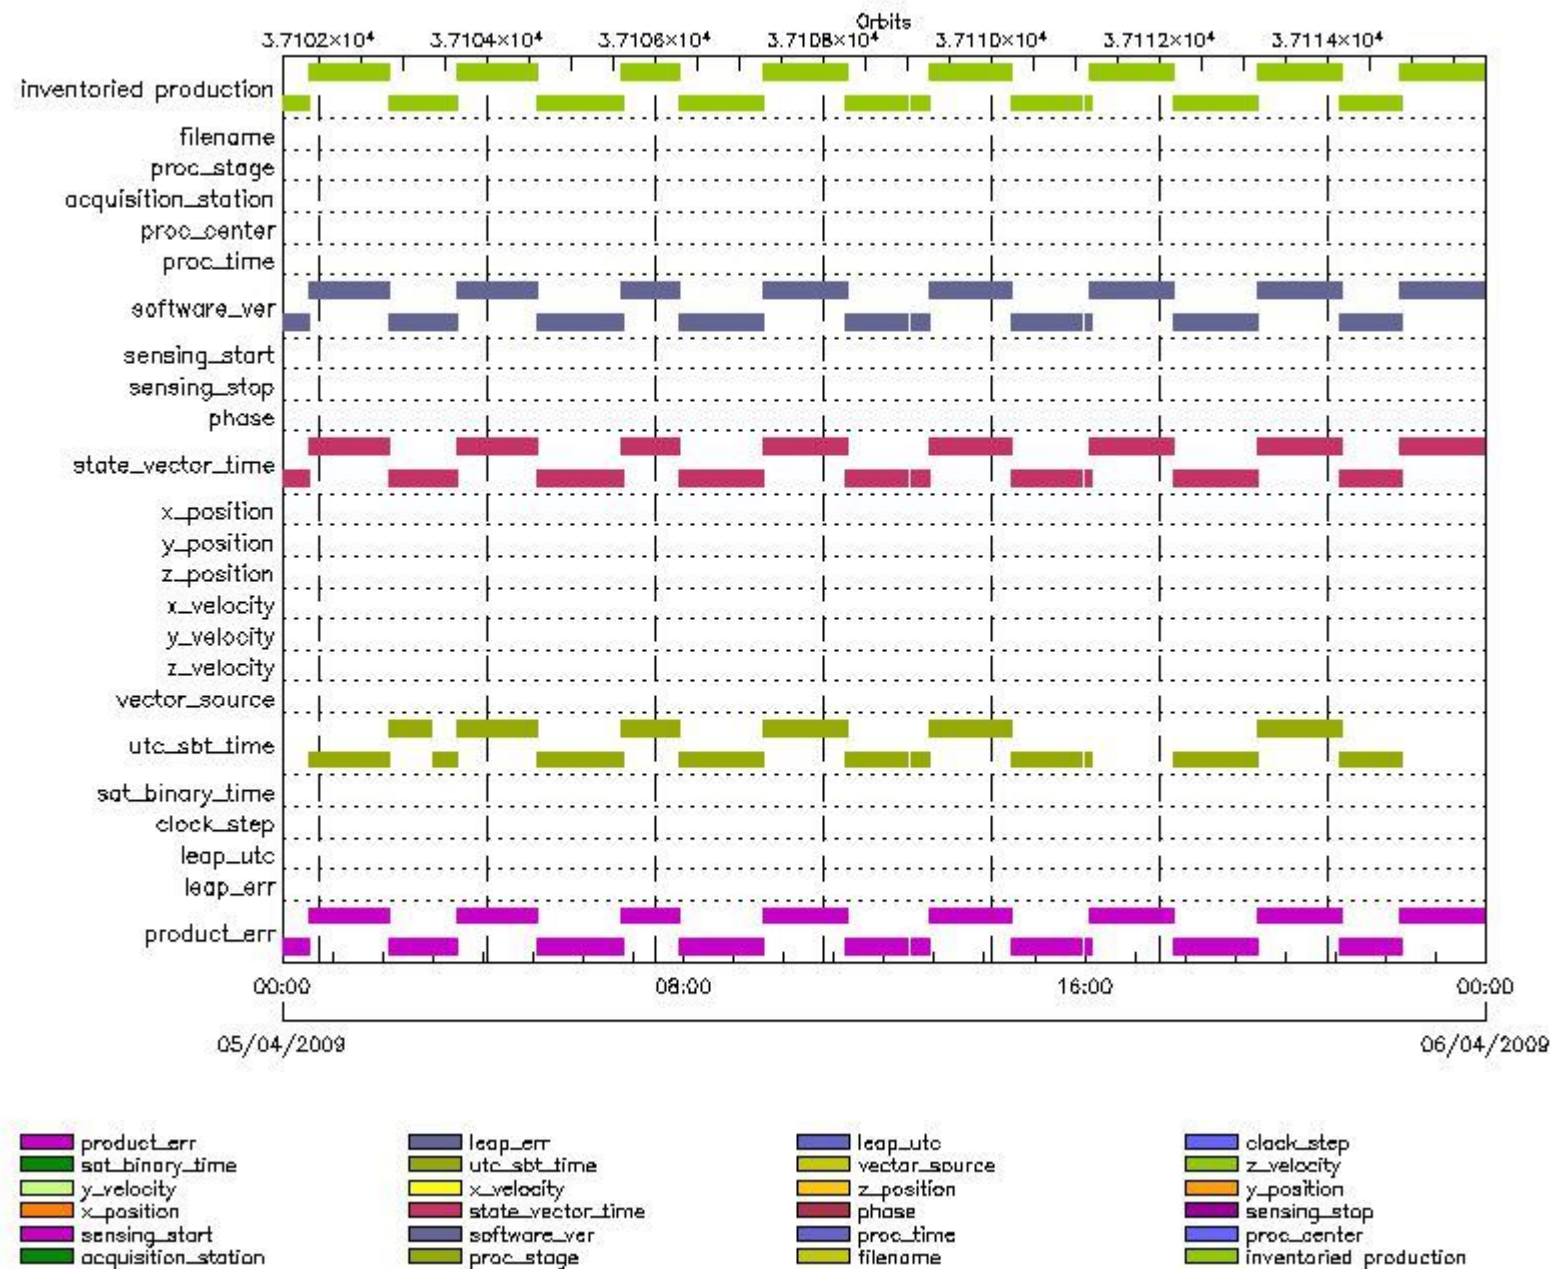 Orbits
3.7102×10⁴ 3.7104×10⁴ 3.7106×10⁴ 3.7108×10⁴ 3.7110×10⁴ 3.7112×10⁴ 3.7114×10⁴
inventoried production
filename
proc_stage
acquisition_station
proc_center
proc_time
software_ver
sensing_start
sensing_stop
phase
state_vector_time
x_position
y_position
z_position
x_velocity
y_velocity
z_velocity
vector_source
utc_sbt_time
sat_binary_time
clock_step
leap_utc
leap_err
product_err
00:00 08:00 16:00 00:00
05/04/2009 06/04/2009
product_err leap_err leap_utc clock_step
sat_binary_time utc_sbt_time vector_source z_velocity
y_velocity x_velocity z_position y_position
x_position state_vector_time phase sensing_stop
sensing_start software_ver proc_time proc_center
acquisition_station proc_stage filename inventoried production